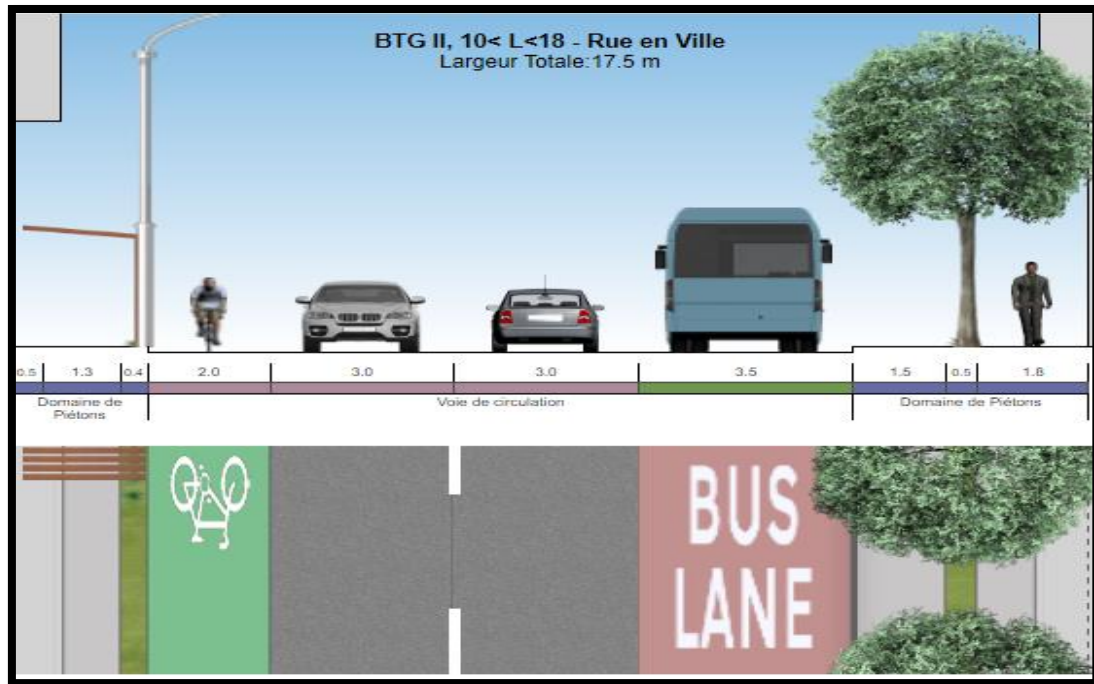 BTG II, 10< L<18 - Rue en Ville
Largeur Totale:17.5 m
0.5 1.3 0.4 2.0 3.0 3.0 3.5 1.5 0.5 1.8
Domaine de
Piétons
Voie de circulation
Domaine de Piétons
BUS
LANE